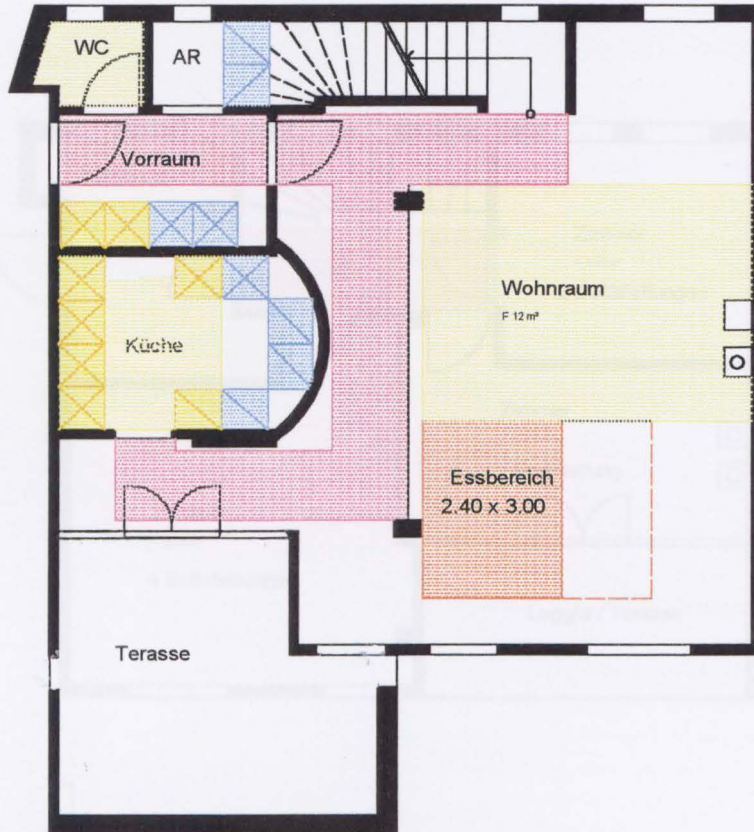 WC
AR
Vorraum
Wohnraum
F 12 m²
Küche
Essbereich
2.40 x 3.00
Terasse